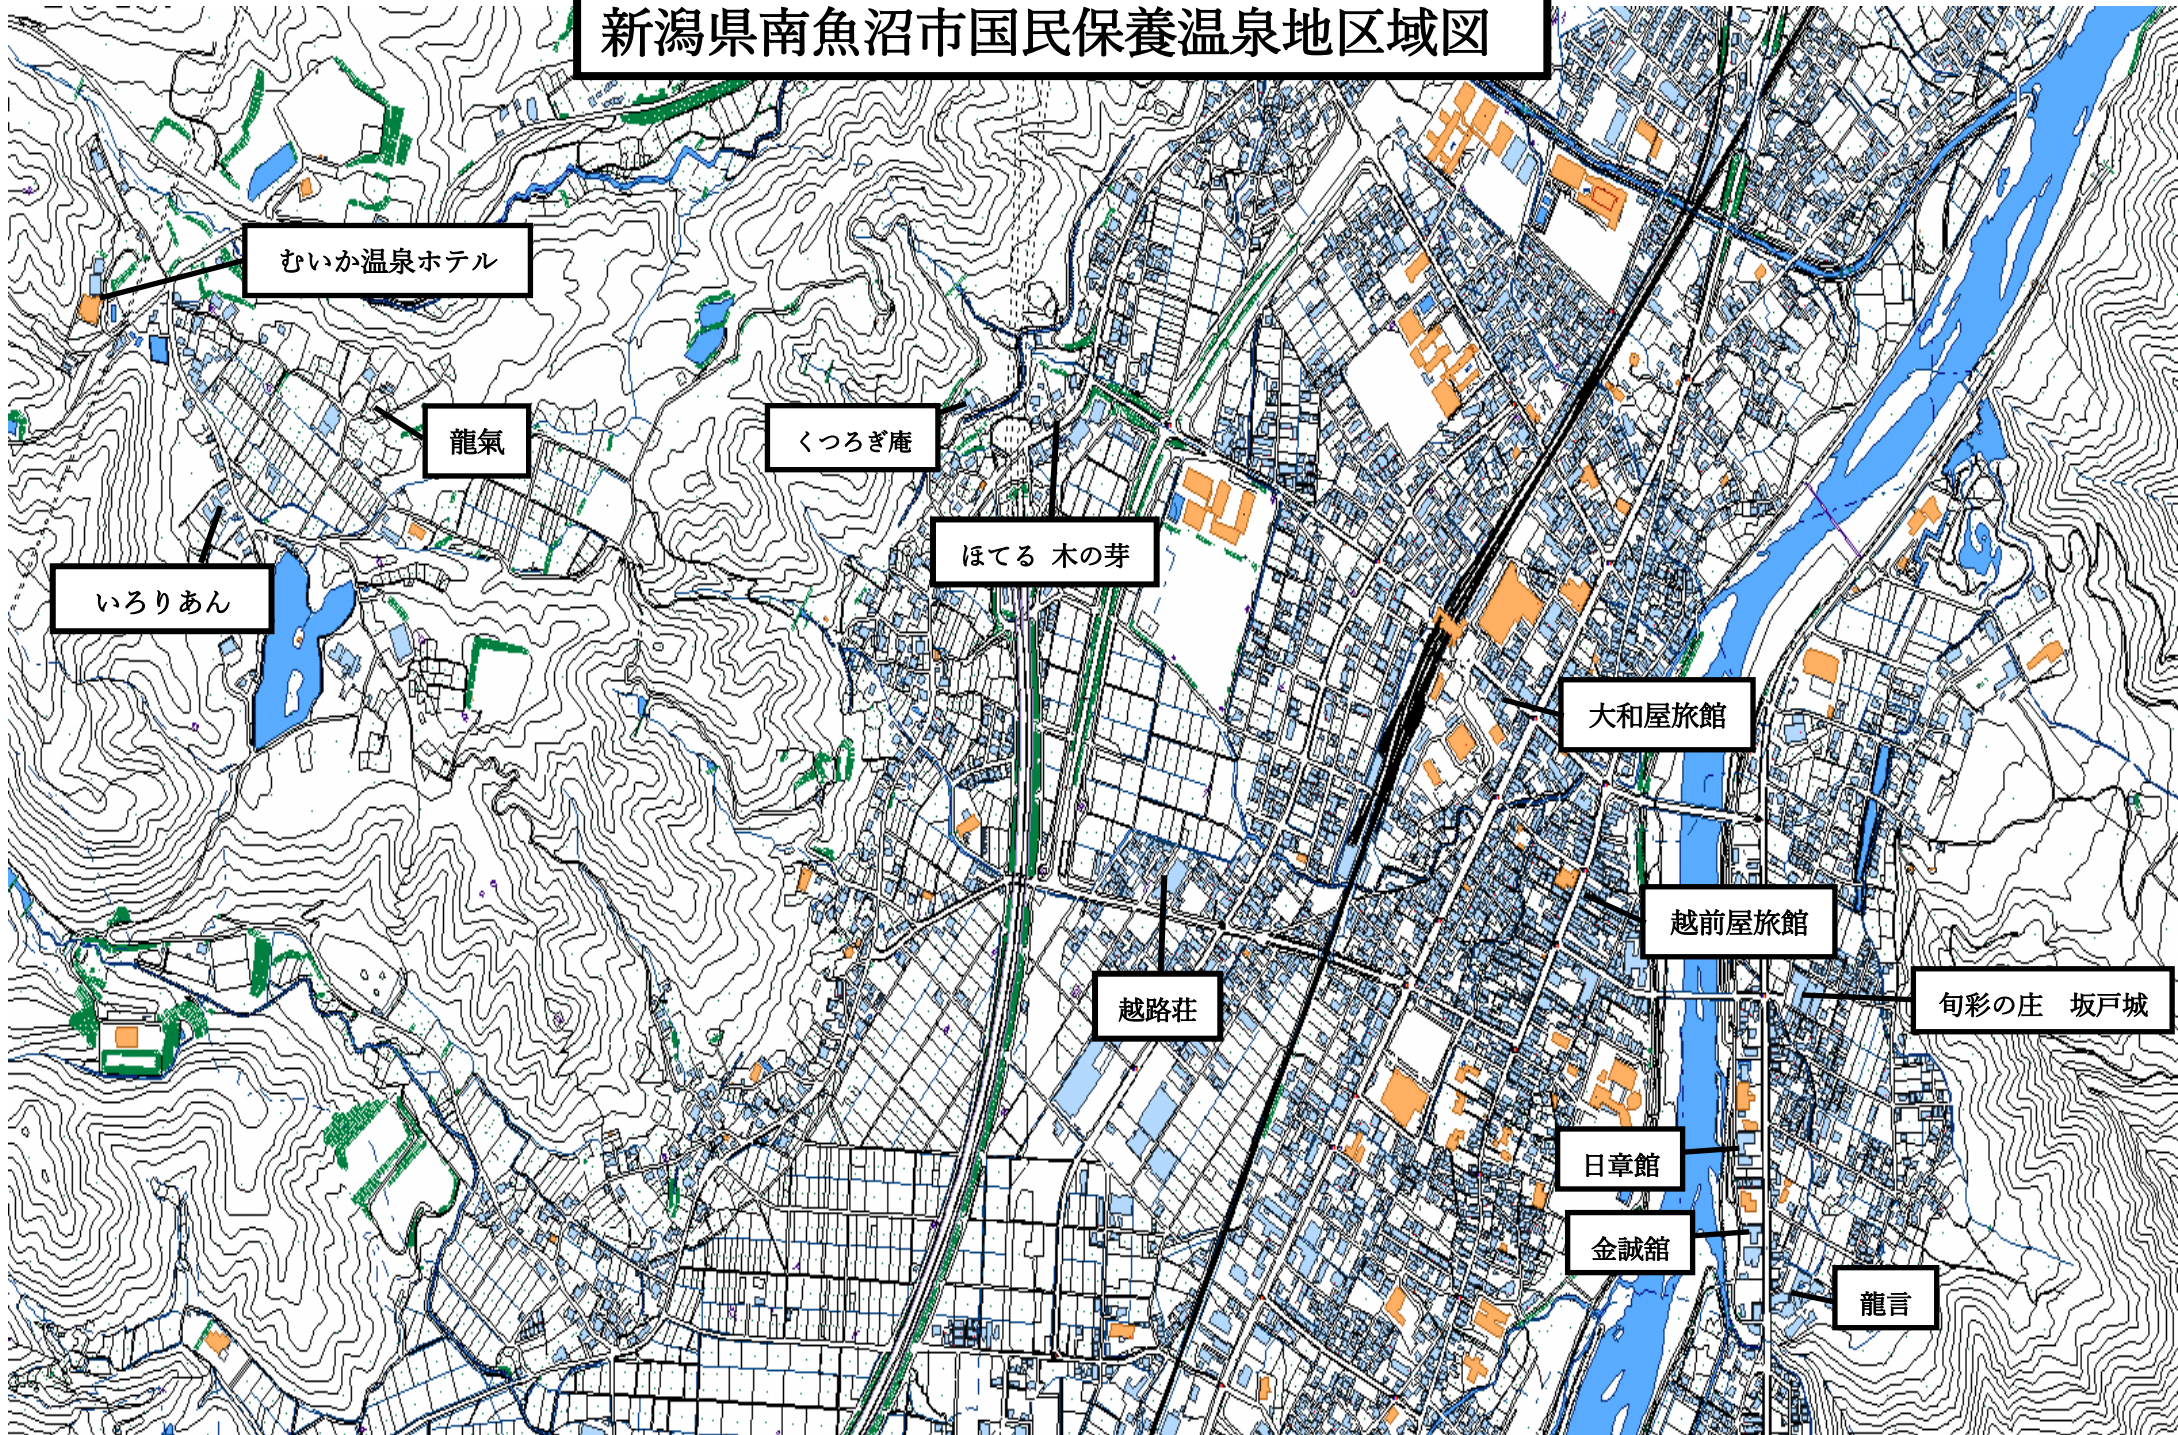 新潟県南魚沼市国民保養温泉地区域図
むいか温泉ホテル
龍氣
くつろぎ庵
ほてる 木の芽
いろりあん
大和屋旅館
越前屋旅館
越路荘
旬彩の庄　坂戸城
日章館
金誠舘
龍言